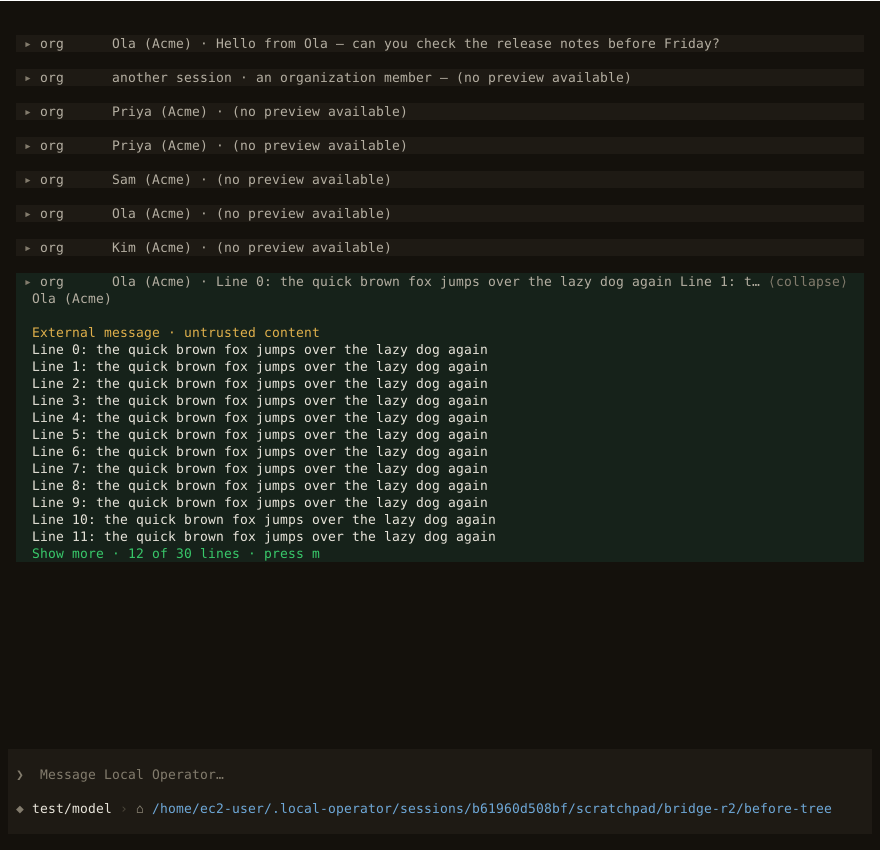 ▸ org      Ola (Acme) · Hello from Ola — can you check the release notes before Friday?
▸ org      another session · an organization member — (no preview available)
▸ org      Priya (Acme) · (no preview available)
▸ org      Priya (Acme) · (no preview available)
▸ org      Sam (Acme) · (no preview available)
▸ org      Ola (Acme) · (no preview available)
▸ org      Kim (Acme) · (no preview available)
▸ org      Ola (Acme) · Line 0: the quick brown fox jumps over the lazy dog again Line 1: t… (collapse)
Ola (Acme)
External message · untrusted content
Line 0: the quick brown fox jumps over the lazy dog again
Line 1: the quick brown fox jumps over the lazy dog again
Line 2: the quick brown fox jumps over the lazy dog again
Line 3: the quick brown fox jumps over the lazy dog again
Line 4: the quick brown fox jumps over the lazy dog again
Line 5: the quick brown fox jumps over the lazy dog again
Line 6: the quick brown fox jumps over the lazy dog again
Line 7: the quick brown fox jumps over the lazy dog again
Line 8: the quick brown fox jumps over the lazy dog again
Line 9: the quick brown fox jumps over the lazy dog again
Line 10: the quick brown fox jumps over the lazy dog again
Line 11: the quick brown fox jumps over the lazy dog again
Show more · 12 of 30 lines · press m
❯  Message Local Operator…
◆ test/model › ⌂ /home/ec2-user/.local-operator/sessions/b61960d508bf/scratchpad/bridge-r2/before-tree